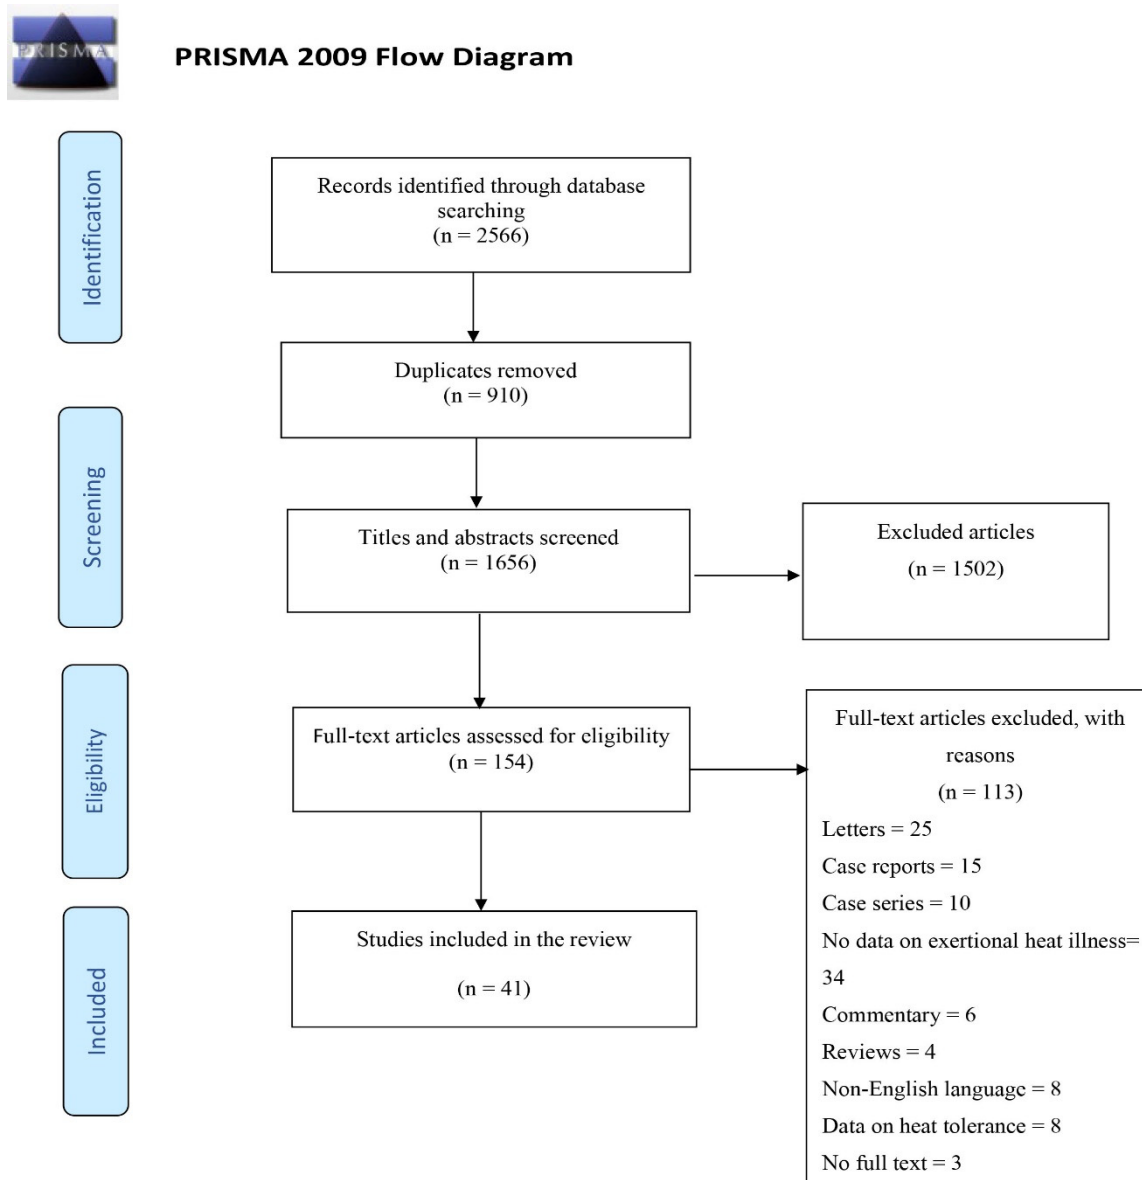 PRISMA
PRISMA 2009 Flow Diagram
Identification
Records identified through database
searching
(n = 2566)
Duplicates removed
(n = 910)
Screening
Titles and abstracts screened
(n = 1656)
Excluded articles
(n = 1502)
Eligibility
Full-text articles assessed for eligibility
(n = 154)
Full-text articles excluded, with
reasons
(n = 113)
Letters = 25
Case reports = 15
Case series = 10
No data on exertional heat illness=
34
Commentary = 6
Reviews = 4
Non-English language = 8
Data on heat tolerance = 8
No full text = 3
Included
Studies included in the review
(n = 41)